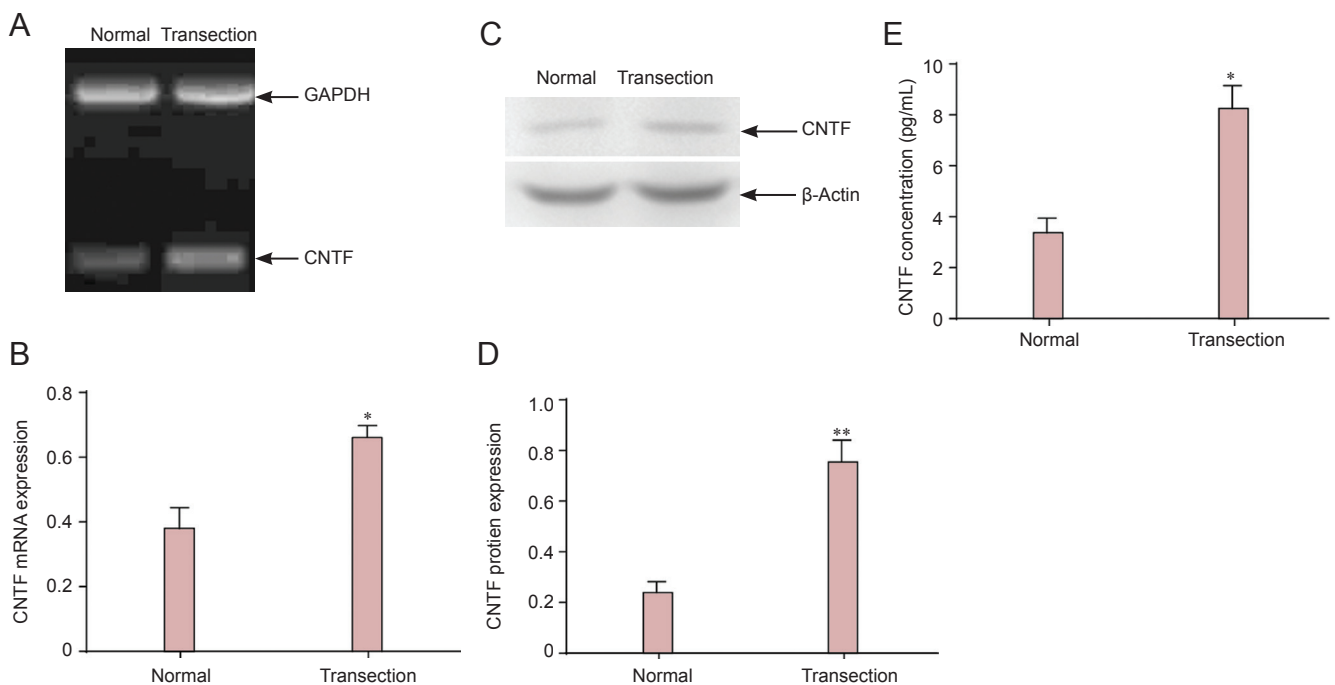 A
Normal Transection
GAPDH
CNTF
B
CNTF mRNA expression
0.8
0.6
0.4
0.2
0
*
Normal Transection
C
Normal Transection
CNTF
β-Actin
D
CNTF protien expression
1.0
0.8
0.6
0.4
0.2
0
**
Normal Transection
E
CNTF concentration (pg/mL)
10
8
6
4
2
0
*
Normal Transection